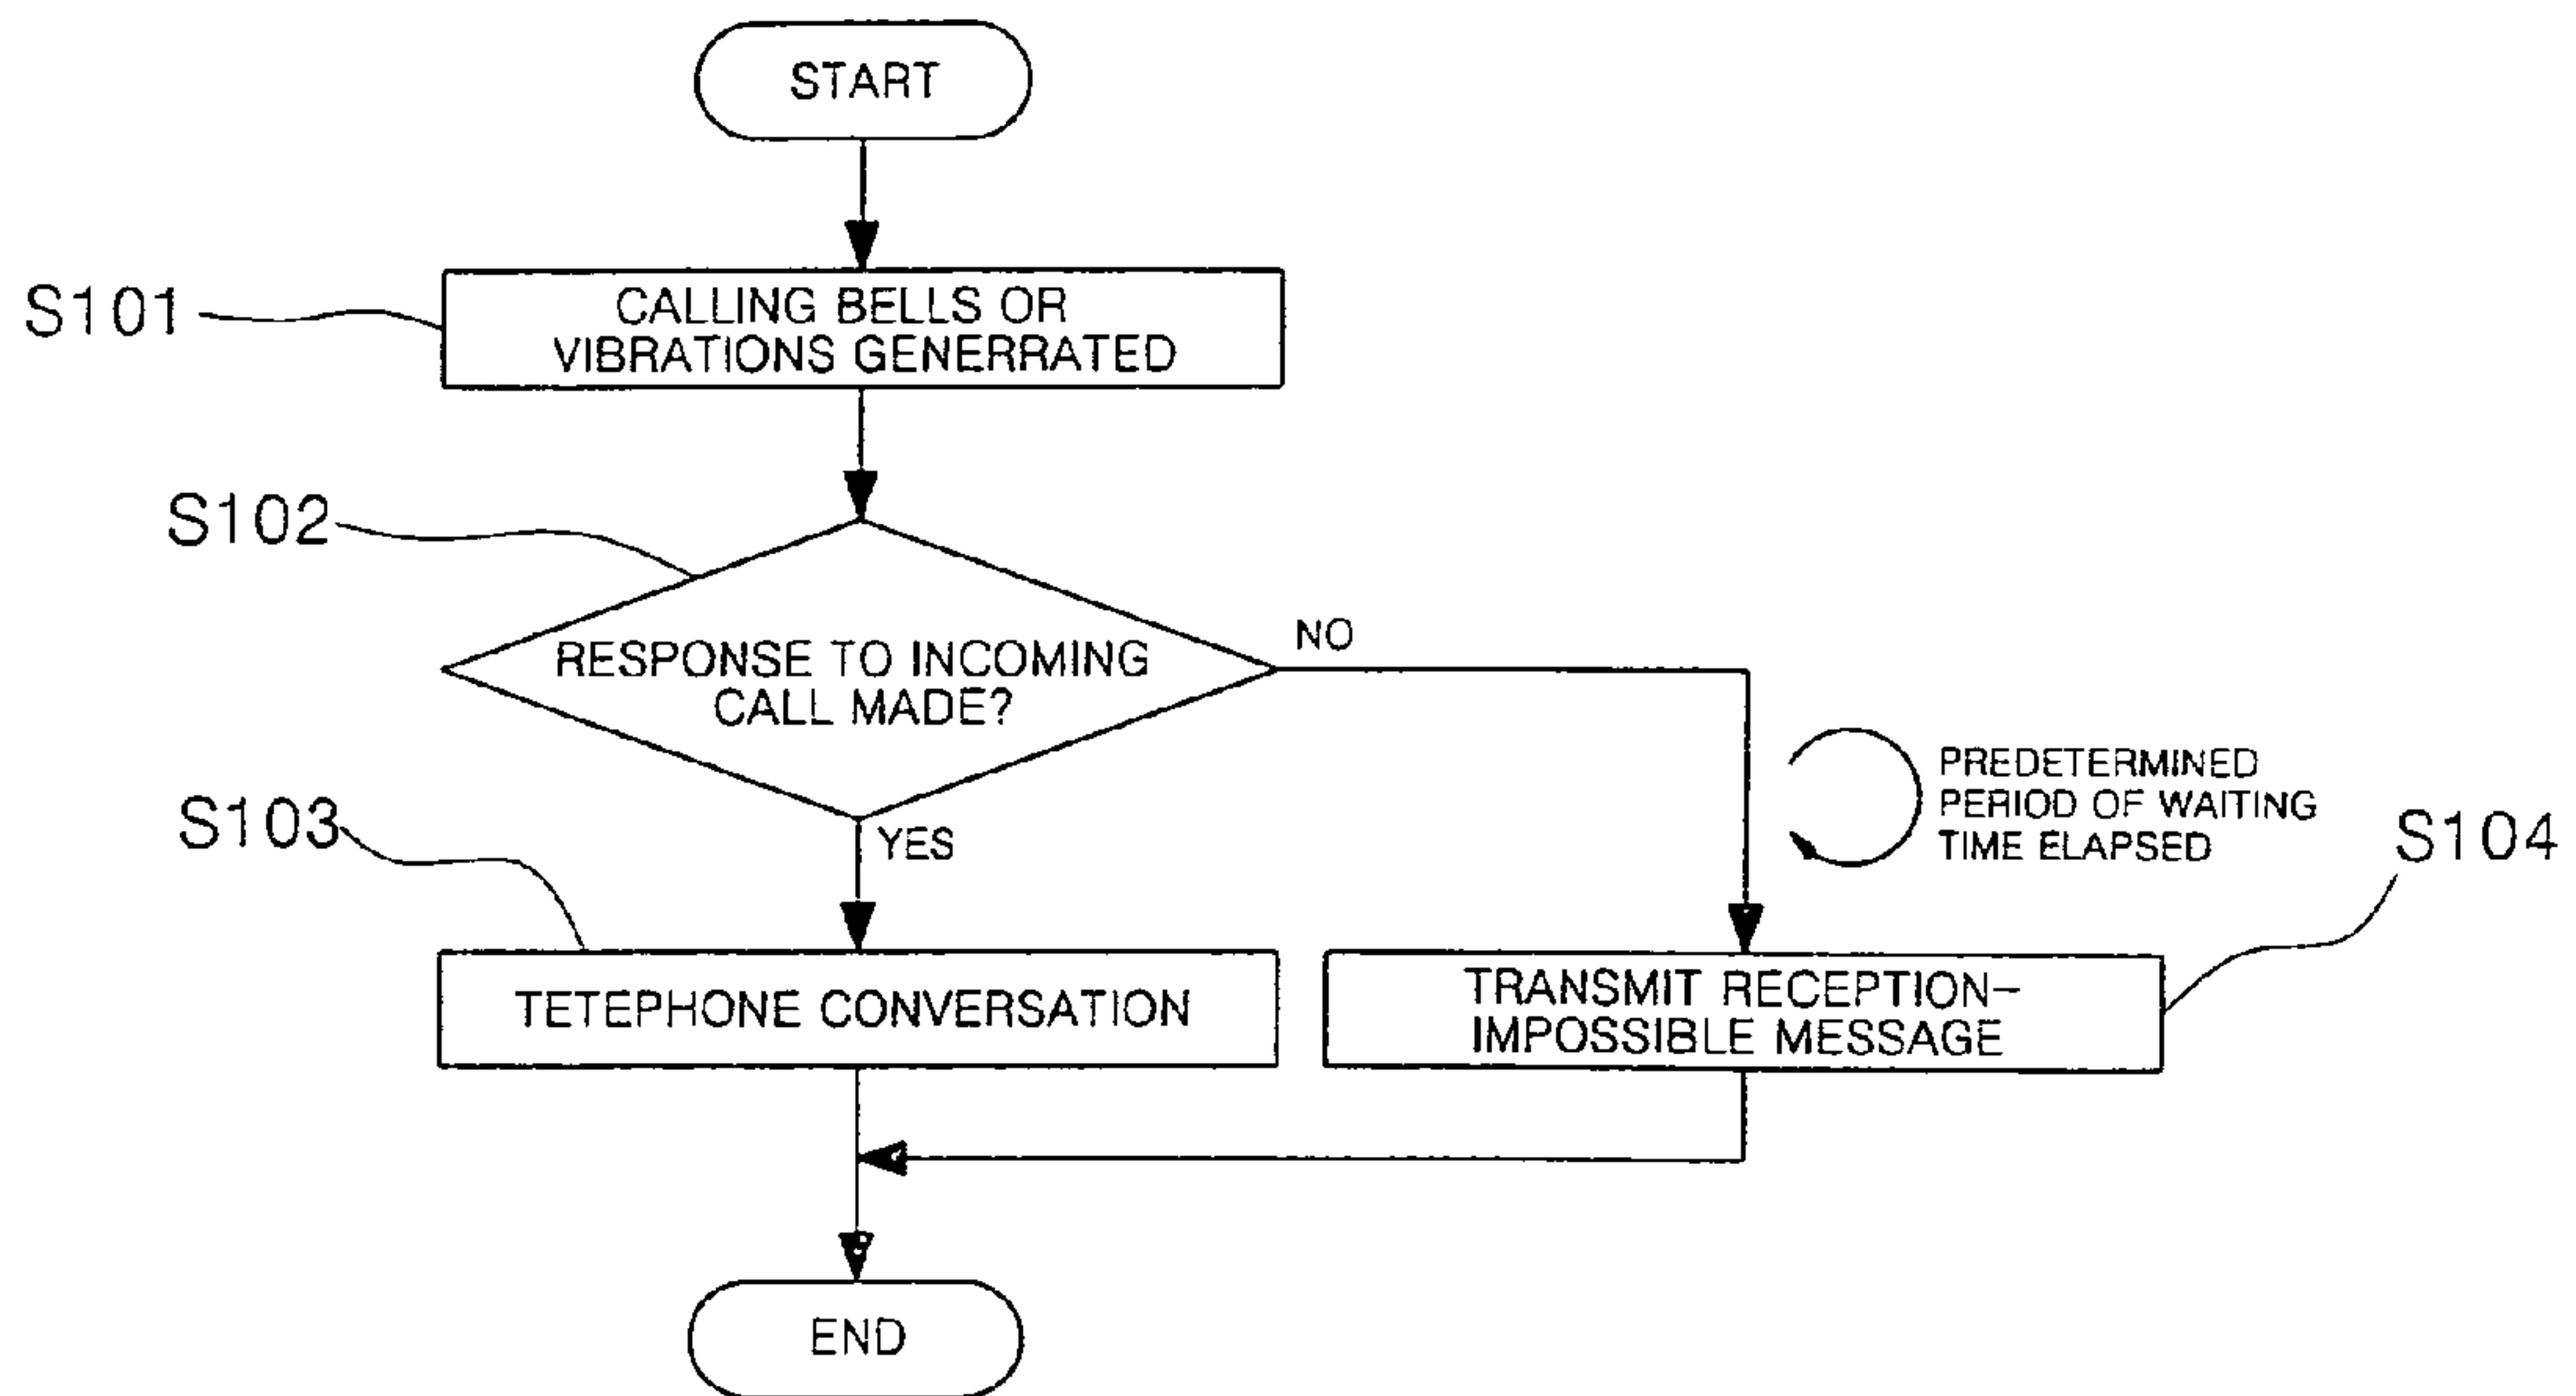 START
S101
CALLING BELLS OR
VIBRATIONS GENERRATED
S102
RESPONSE TO INCOMING
CALL MADE?
NO
YES
PREDETERMINED
PERIOD OF WAITING
TIME ELAPSED
S103
S104
TETEPHONE CONVERSATION
TRANSMIT RECEPTION-
IMPOSSIBLE MESSAGE
END